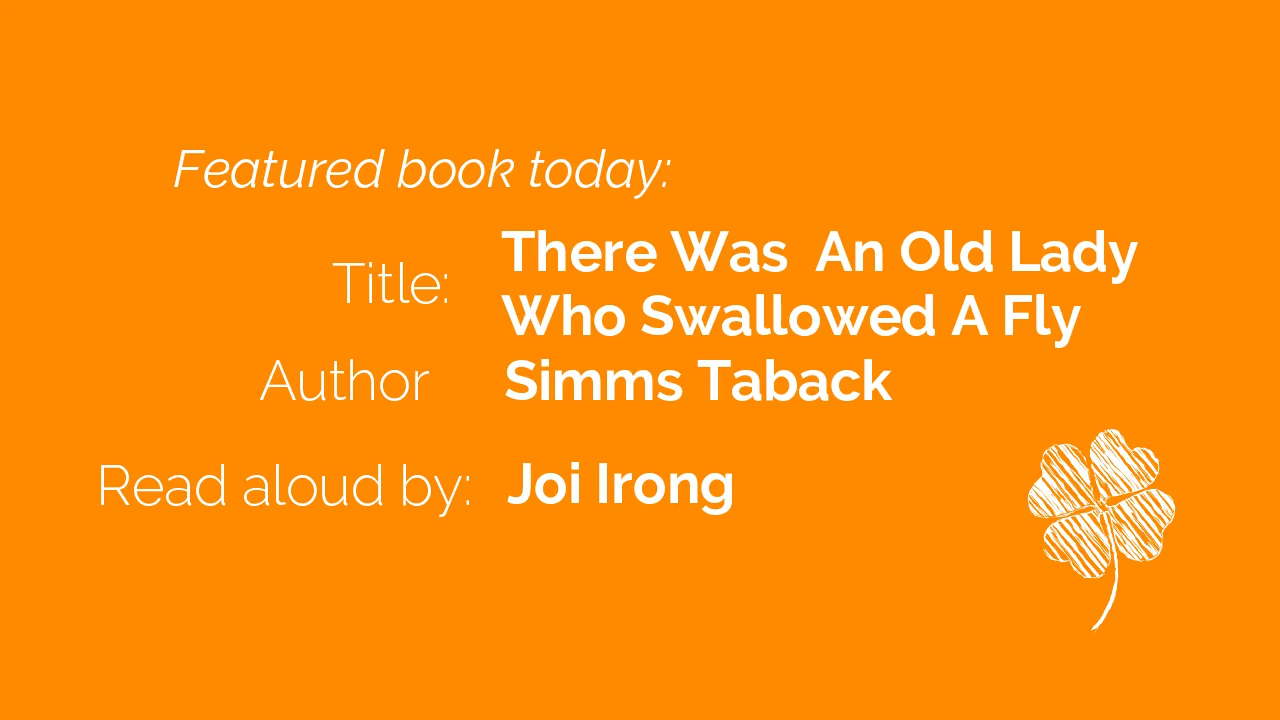 Featured book today:
Title: There Was An Old Lady
Who Swallowed A Fly
Author Simms Taback
Read aloud by: Joi Irong